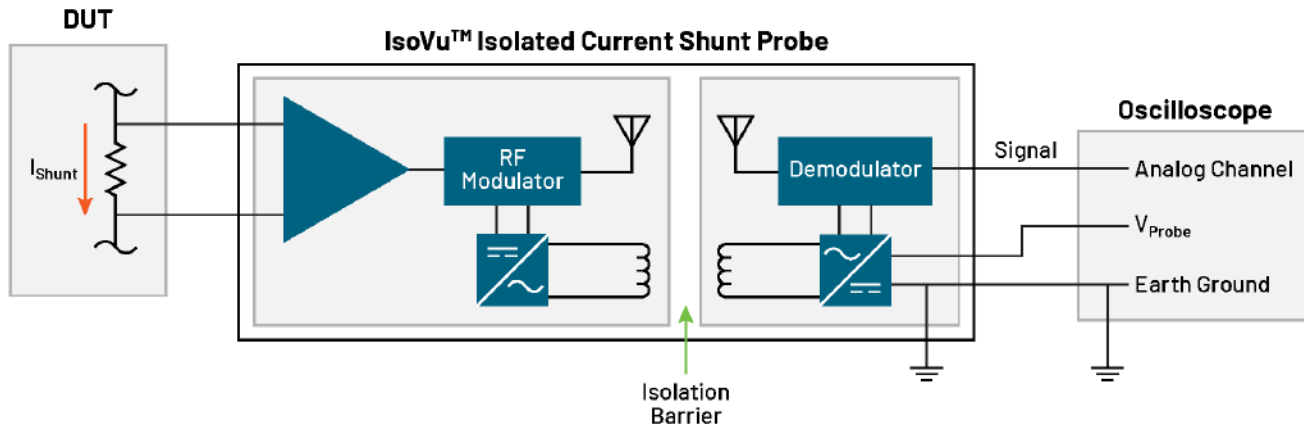 DUT
IsoVu™ Isolated Current Shunt Probe
Oscilloscope
I_Shunt
RF
Modulator
Demodulator
Signal
Analog Channel
V_Probe
Earth Ground
Isolation
Barrier